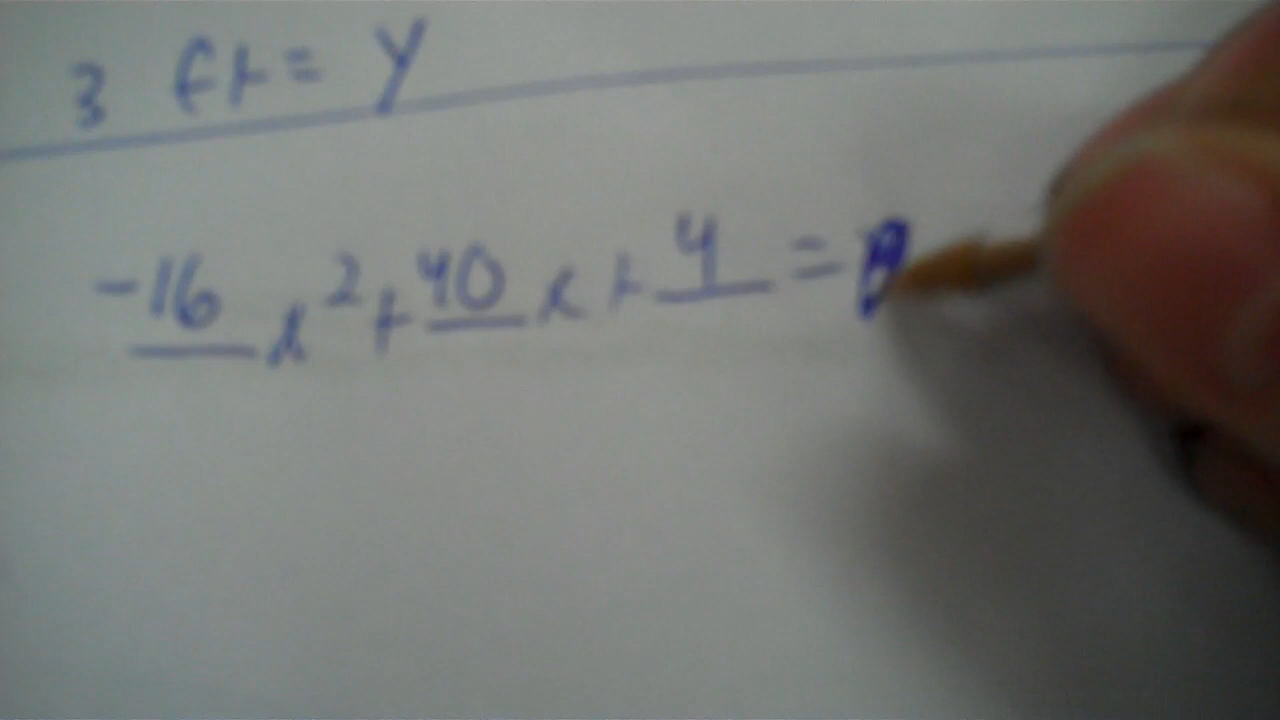 3 ft = y
-16 x² + 40 x + 4 =